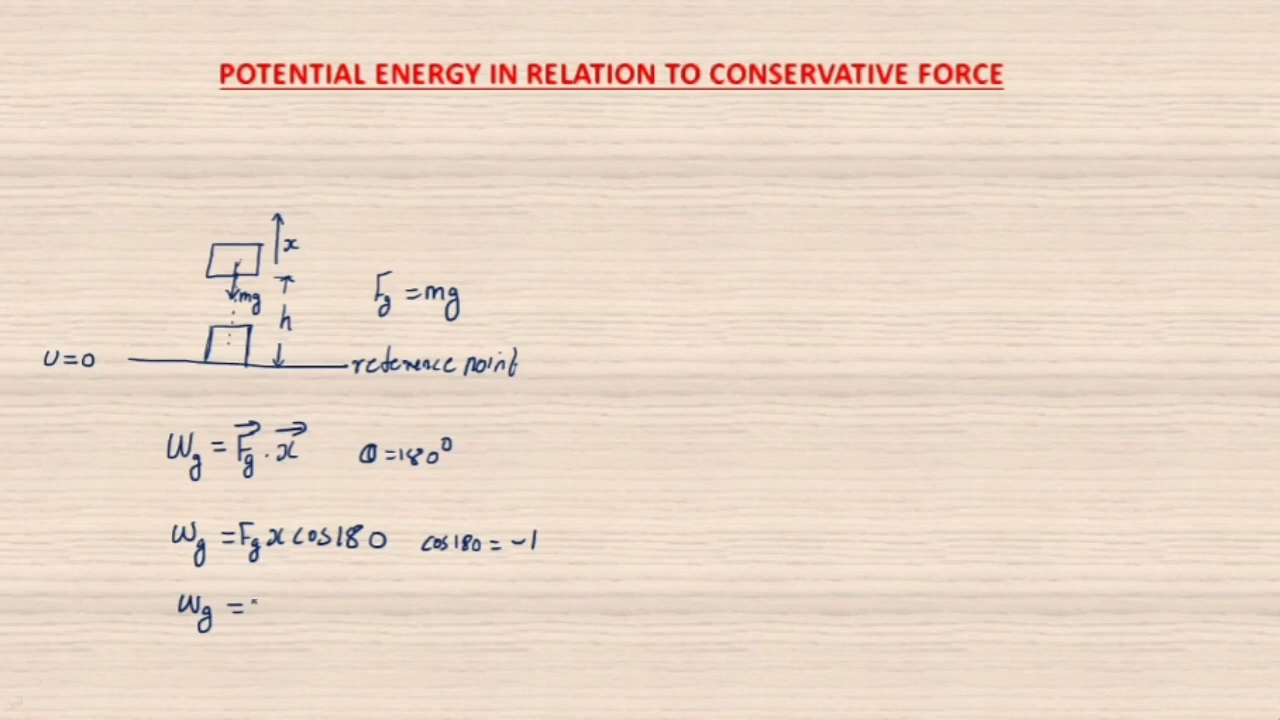 POTENTIAL ENERGY IN RELATION TO CONSERVATIVE FORCE
x
mg
h
Fg = mg
U=0
reference point
Wg = Fg . x θ=180°
Wg = Fg x cos180 cos180 = -1
Wg =